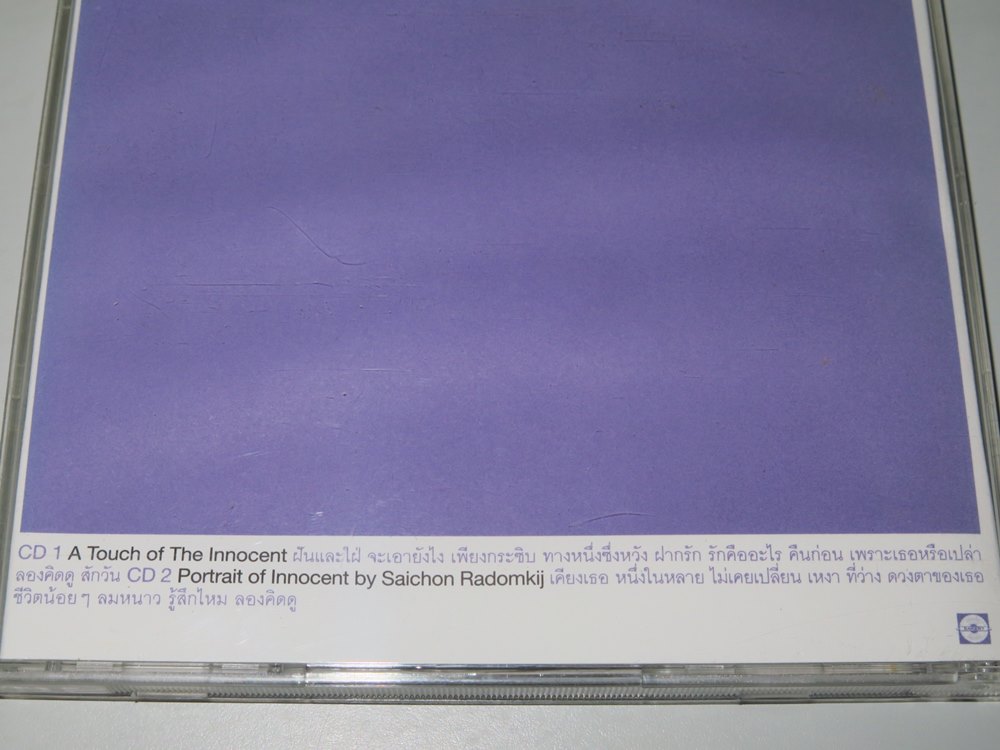 CD 1 A Touch of The Innocent ฝันและใฝ่ จะเอายังไง เพียงกระซิบ ทางหนึ่งซึ่งหวัง ฝากรัก รักคืออะไร คืนก่อน เพราะเธอหรือเปล่า
ลองคิดดู สักวัน CD 2 Portrait of Innocent by Saichon Radomkij เคียงเธอ หนึ่งในหลาย ไม่เคยเปลี่ยน เหงา ที่ว่าง ดวงตาของเธอ
ชีวิตน้อยๆ ลมหนาว รู้สึกไหม ลองคิดดู